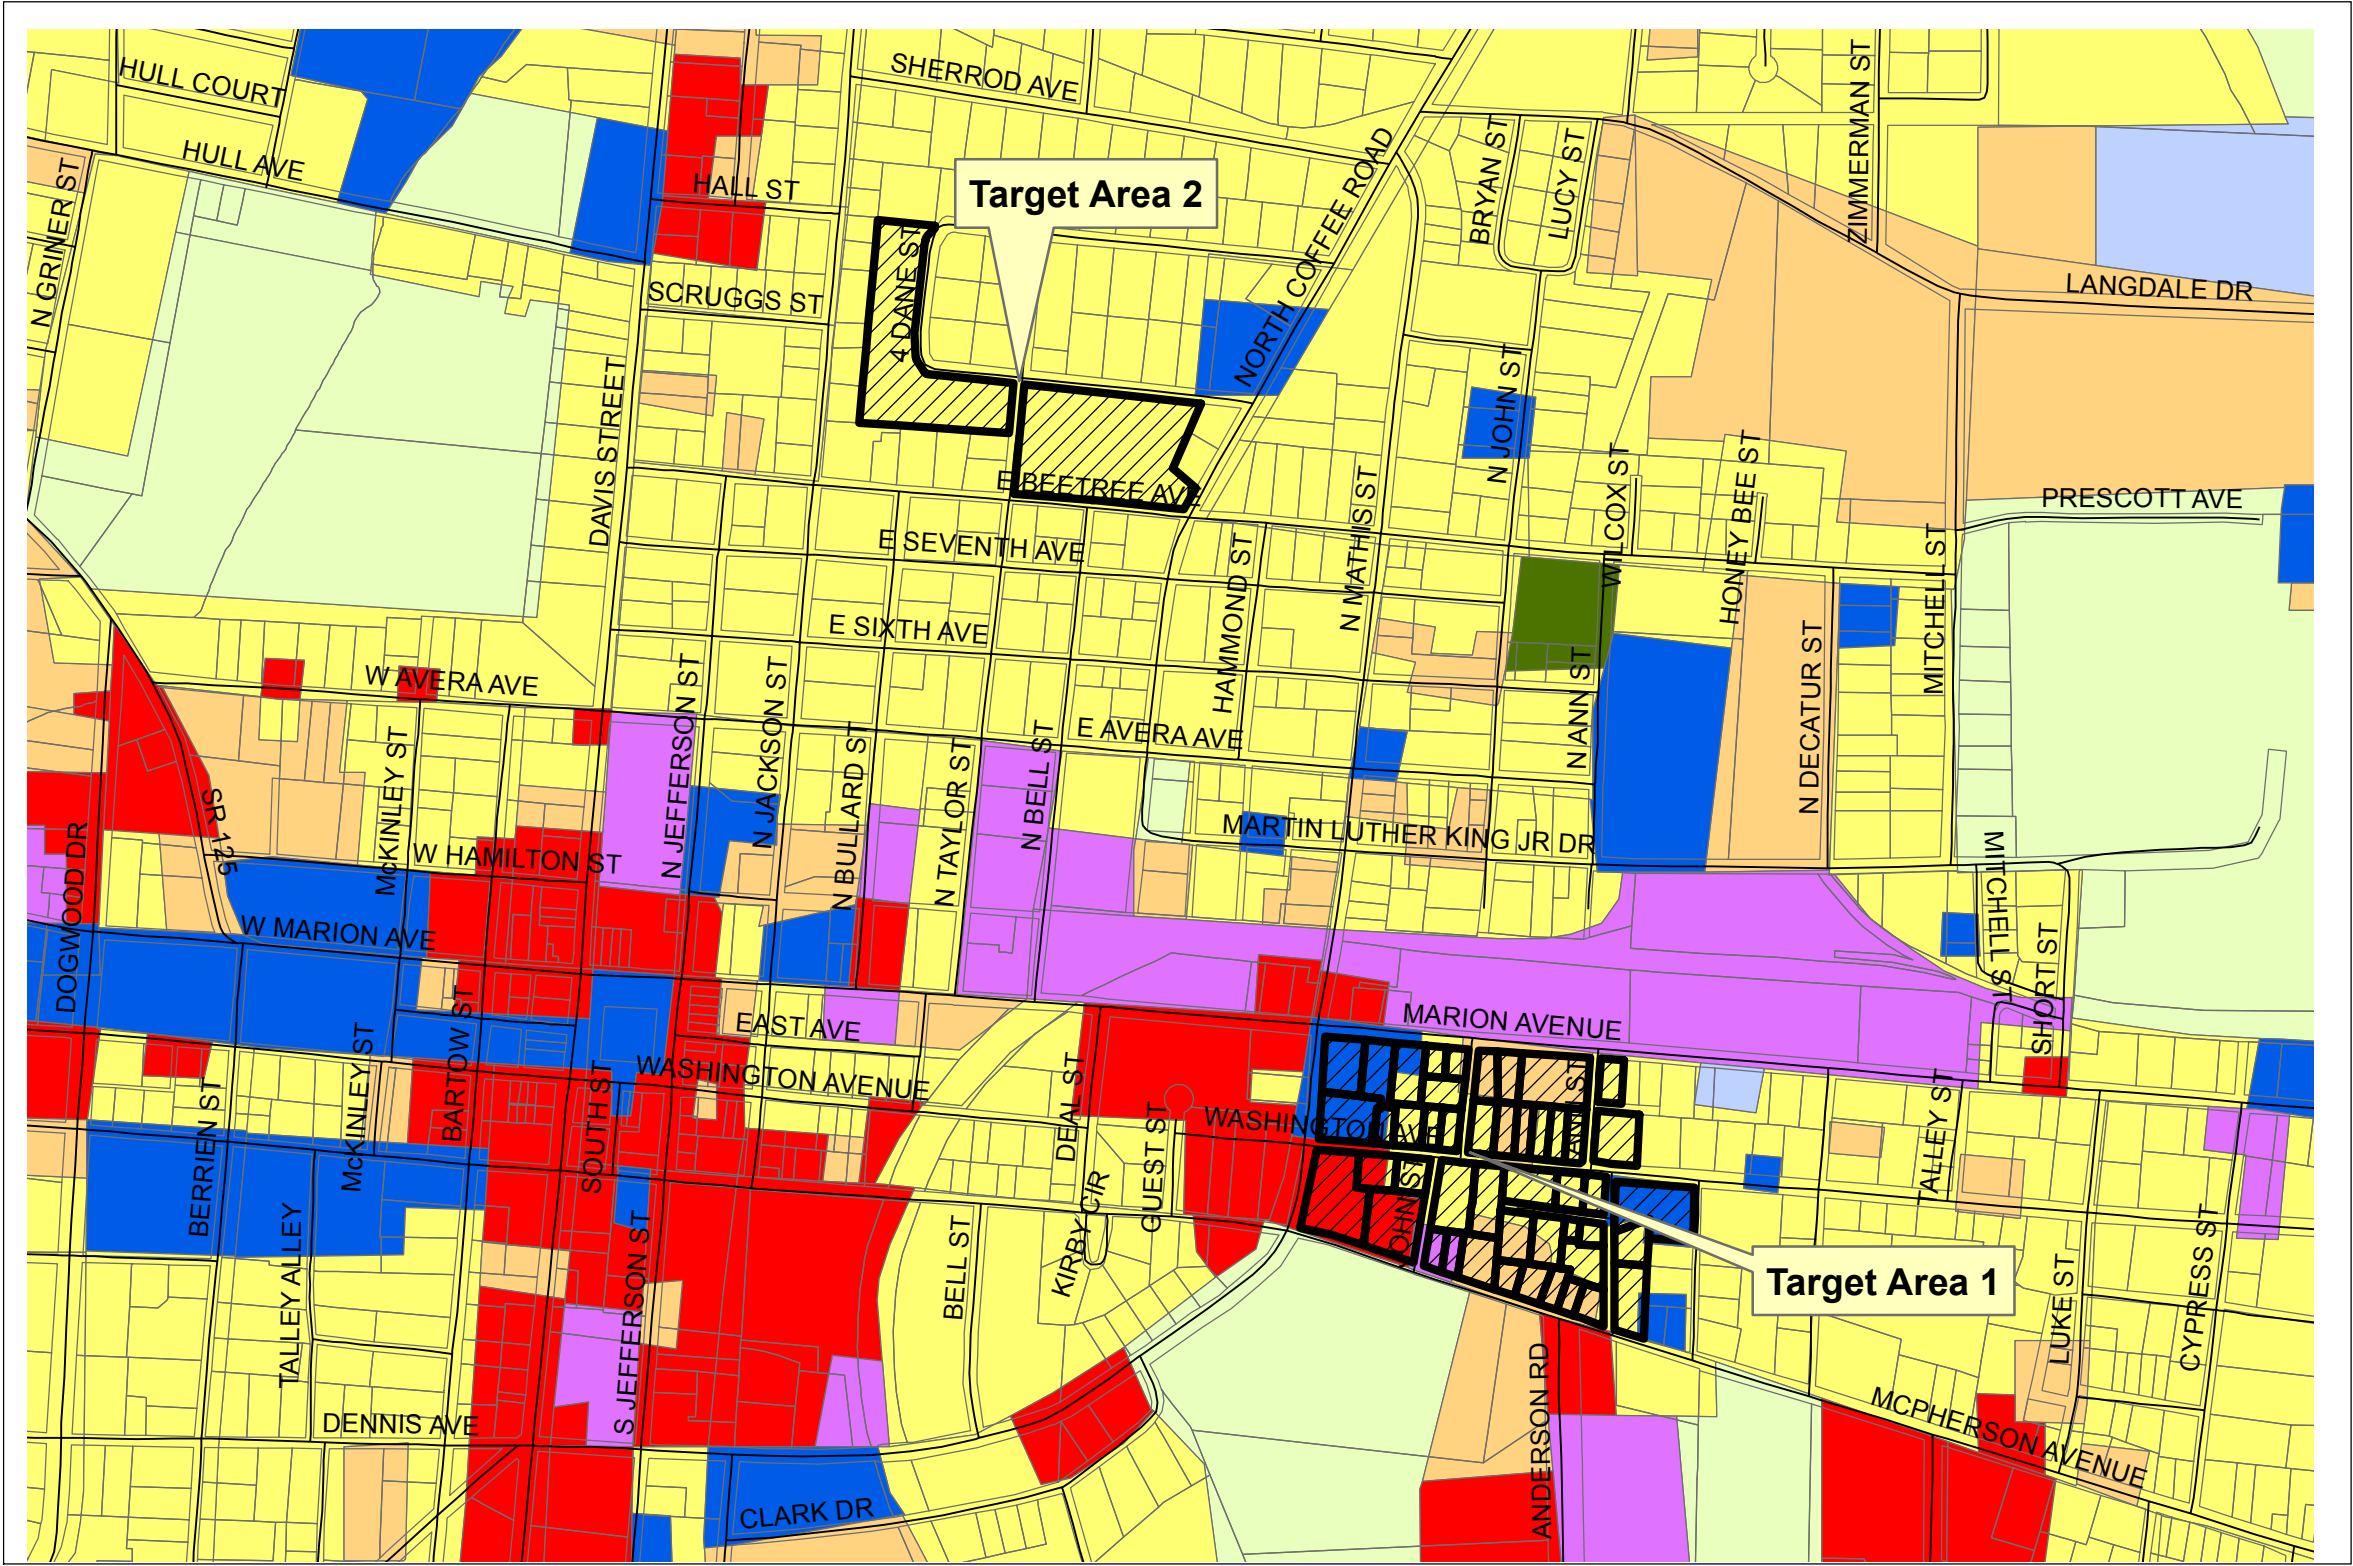 HULL COURT
SHERROD AVE
ZIMMERMAN ST
HULL AVE
N GRINER ST
HALL ST
Target Area 2
NORTH COFFEE ROAD
BRYAN ST
LUCY ST
SCRUGGS ST
4 DANE ST
LANGDALE DR
DAVIS STREET
N JOHN ST
E BEETREE AVE
N MATHIS ST
WILCOX ST
HONEY BEE ST
PRESCOTT AVE
E SEVENTH AVE
HAMMOND ST
MITCHELL ST
E SIXTH AVE
W AVERA AVE
N JEFFERSON ST
N JACKSON ST
E AVERA AVE
N ANN ST
N DECATUR ST
McKINLEY ST
N BULLARD ST
N TAYLOR ST
N BELL ST
SR 125
DOGWOOD DR
W HAMILTON ST
MARTIN LUTHER KING JR DR
W MARION AVE
MITCHELL ST
SHORT ST
BARTOW ST
EAST AVE
MARION AVENUE
McKINLEY ST
SOUTH ST
WASHINGTON AVENUE
DEAL ST
GUEST ST
WASHINGTON AVE
ANN ST
TALLEY ST
BERRIEN ST
TALLEY ALLEY
S JEFFERSON ST
BELL ST
KIRBY CIR
JOHN ST
Target Area 1
LUKE ST
CYPRESS ST
DENNIS AVE
ANDERSON RD
MCPHERSON AVENUE
CLARK DR